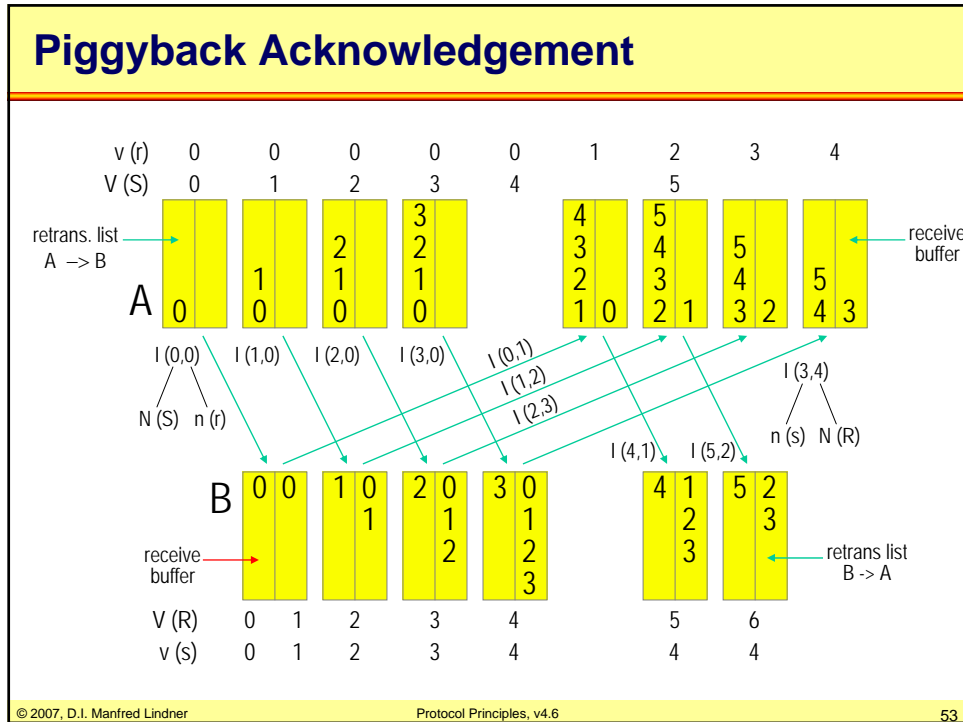 Piggyback Acknowledgement
v (r) 0 0 0 0 0 1 2 3 4
V (S) 0 1 2 3 4 5
3 4 5
retrans. list 2 2 3 4 5 receive
A –> B 1 1 1 2 3 4 5 buffer
A 0 0 0 0 1 0 2 1 3 2 4 3
I (0,0) I (1,0) I (2,0) I (3,0) I (0,1)
I (1,2)
I (2,3) I (3,4)
N (S) n (r) n (s) N (R)
I (4,1) I (5,2)
B 0 0 1 0 2 0 3 0 4 1 5 2
1 1 1 2 3
2 2 3
3
receive retrans list
buffer B -> A
V (R) 0 1 2 3 4 5 6
v (s) 0 1 2 3 4 4 4
© 2007, D.I. Manfred Lindner Protocol Principles, v4.6 53